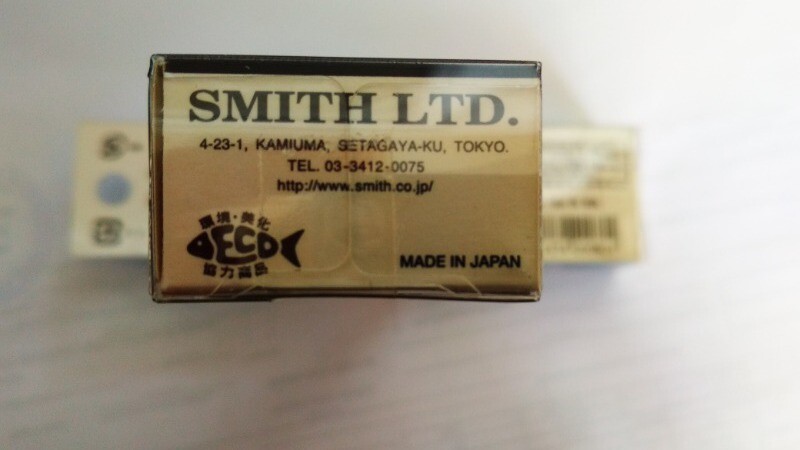 SMITH LTD.
4-23-1, KAMIUMA, SETAGAYA-KU, TOKYO.
TEL. 03-3412-0075
http://www.smith.co.jp/
環境・美化
ECO
協力商品
MADE IN JAPAN